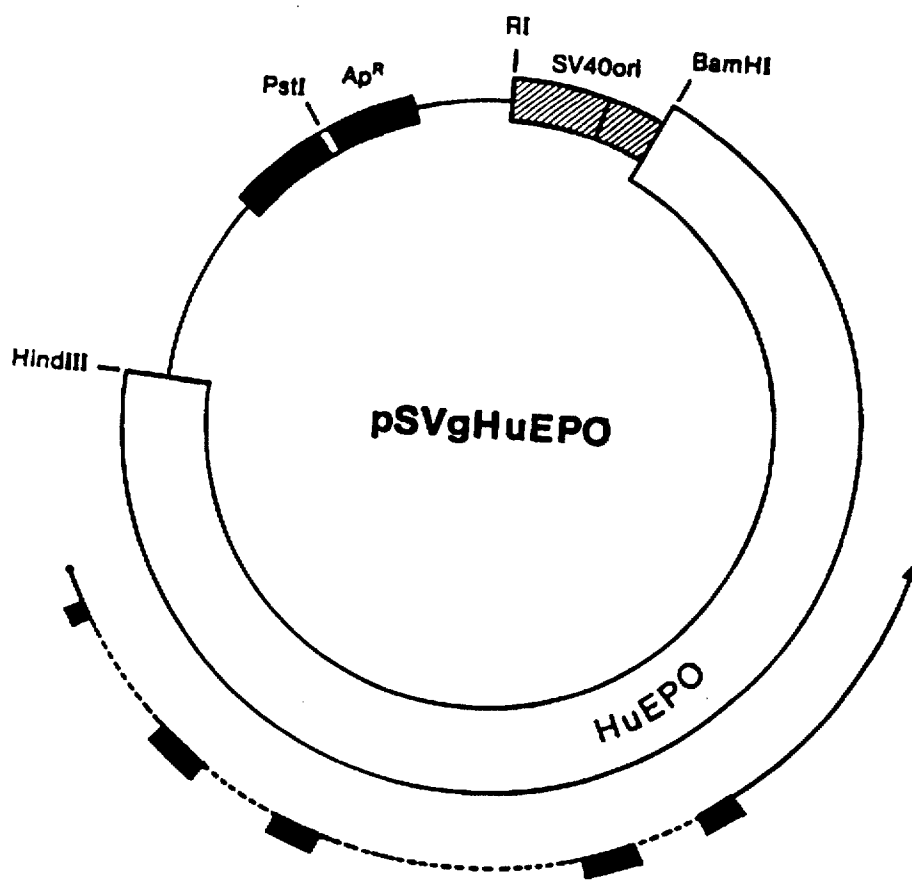 RI
SV40ori
BamHI
PstI
Ap^R
HindIII
pSVgHuEPO
HuEPO